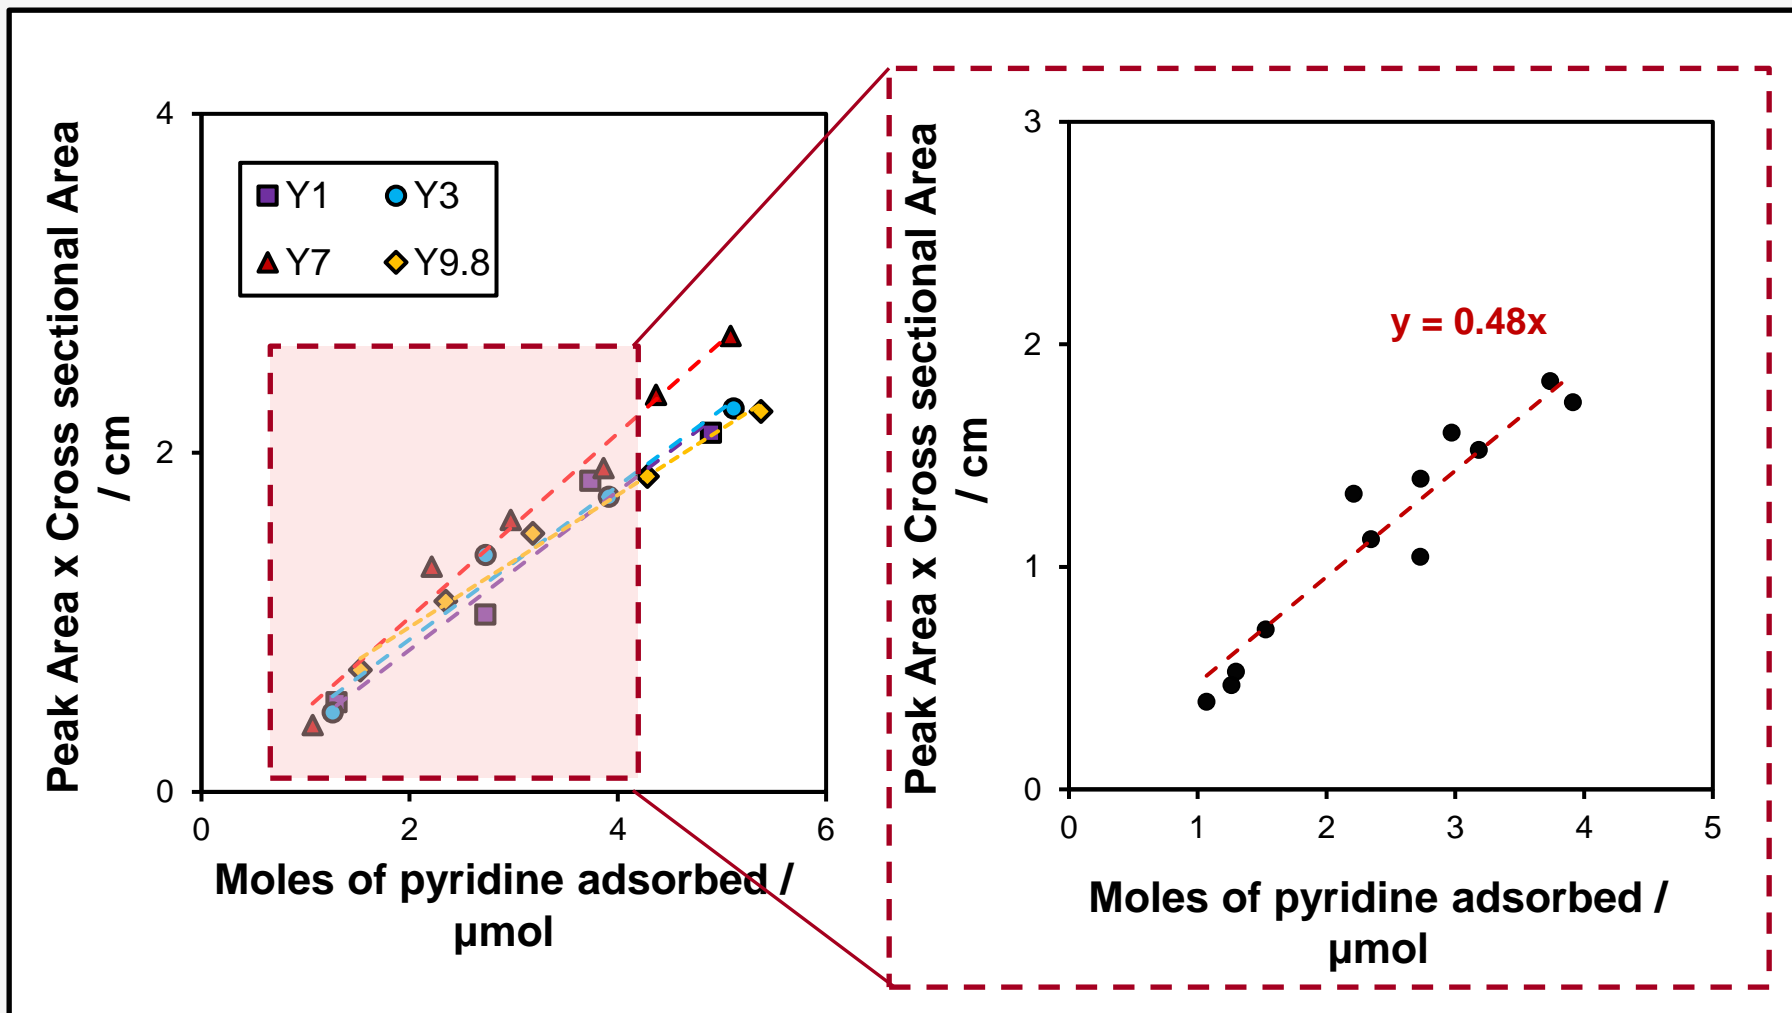 Peak Area x Cross sectional Area
/ cm
4
2
0
Y1
Y3
Y7
Y9.8
0
2
4
6
Moles of pyridine adsorbed /
µmol
Peak Area x Cross sectional Area
/ cm
3
2
1
0
y = 0.48x
0
1
2
3
4
5
Moles of pyridine adsorbed /
µmol